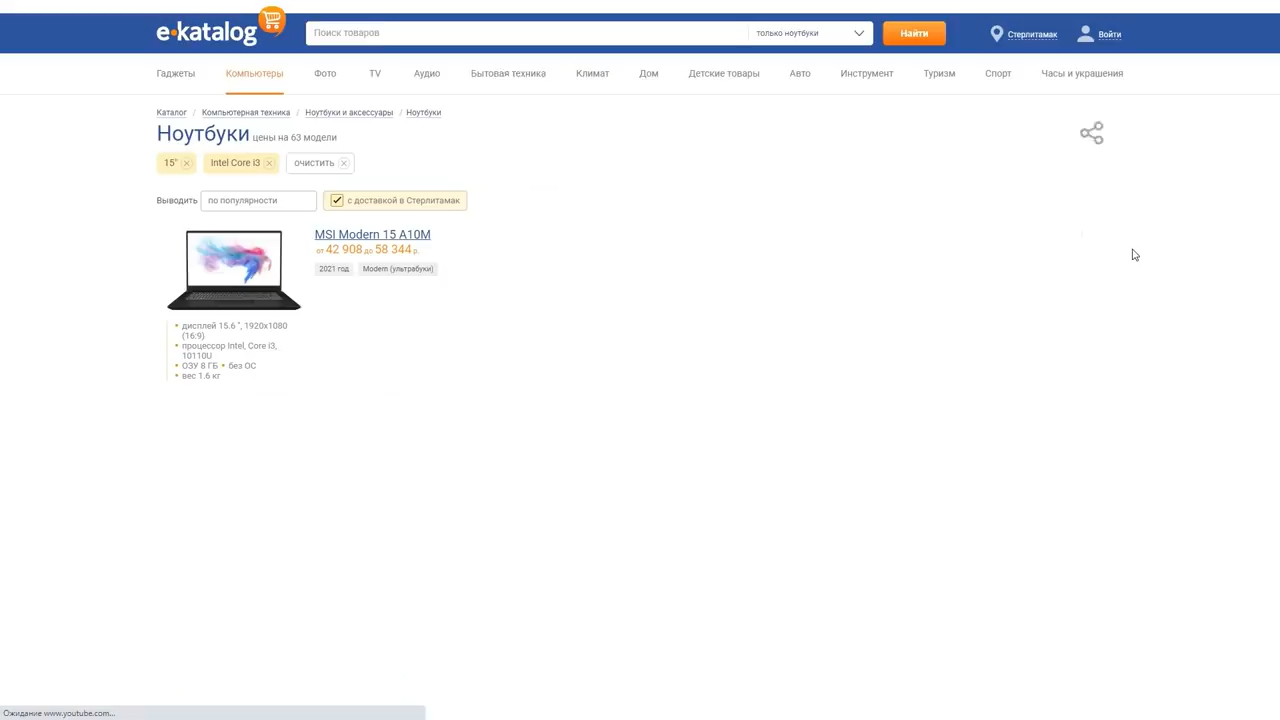 e·katalog
Поиск товаров
только ноутбуки
Найти
Стерлитамак
Войти
Гаджеты
Компьютеры
Фото
TV
Аудио
Бытовая техника
Климат
Дом
Детские товары
Авто
Инструмент
Туризм
Спорт
Часы и украшения
Каталог / Компьютерная техника / Ноутбуки и аксессуары / Ноутбуки
Ноутбуки цены на 63 модели
15" Intel Core i3 очистить
Выводить по популярности с доставкой в Стерлитамак
MSI Modern 15 A10M
от 42 908 до 58 344 р.
2021 год Modern (ультрабуки)
• дисплей 15.6 ", 1920x1080
(16:9)
• процессор Intel, Core i3,
10110U
• ОЗУ 8 ГБ • без ОС
• вес 1.6 кг
Ожидание www.youtube.com...